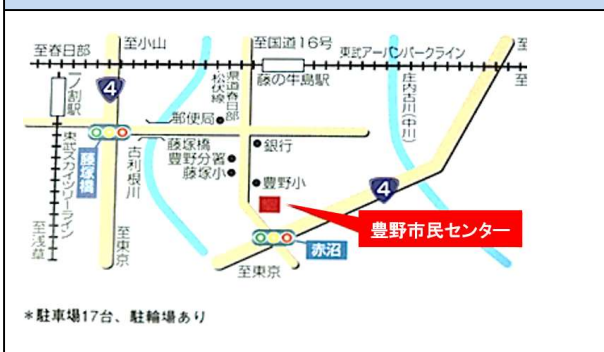 至春日部
至小山
至国道16号
東武アーバンパークライン
至
至
一ノ割駅
4
県道春日部松伏線
藤の牛島駅
庄内古川(中川)
郵便局
藤塚橋
藤塚橋
銀行
豊野分署
藤塚小
豊野小
古利根川
東武スカイツリーライン
4
豊野市民センター
至浅草
至東京
赤沼
至東京
*駐車場17台、駐輪場あり